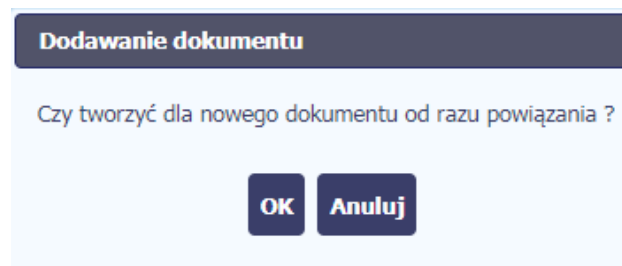 Dodawanie dokumentu
Czy tworzyć dla nowego dokumentu od razu powiązania ?
OK Anuluj